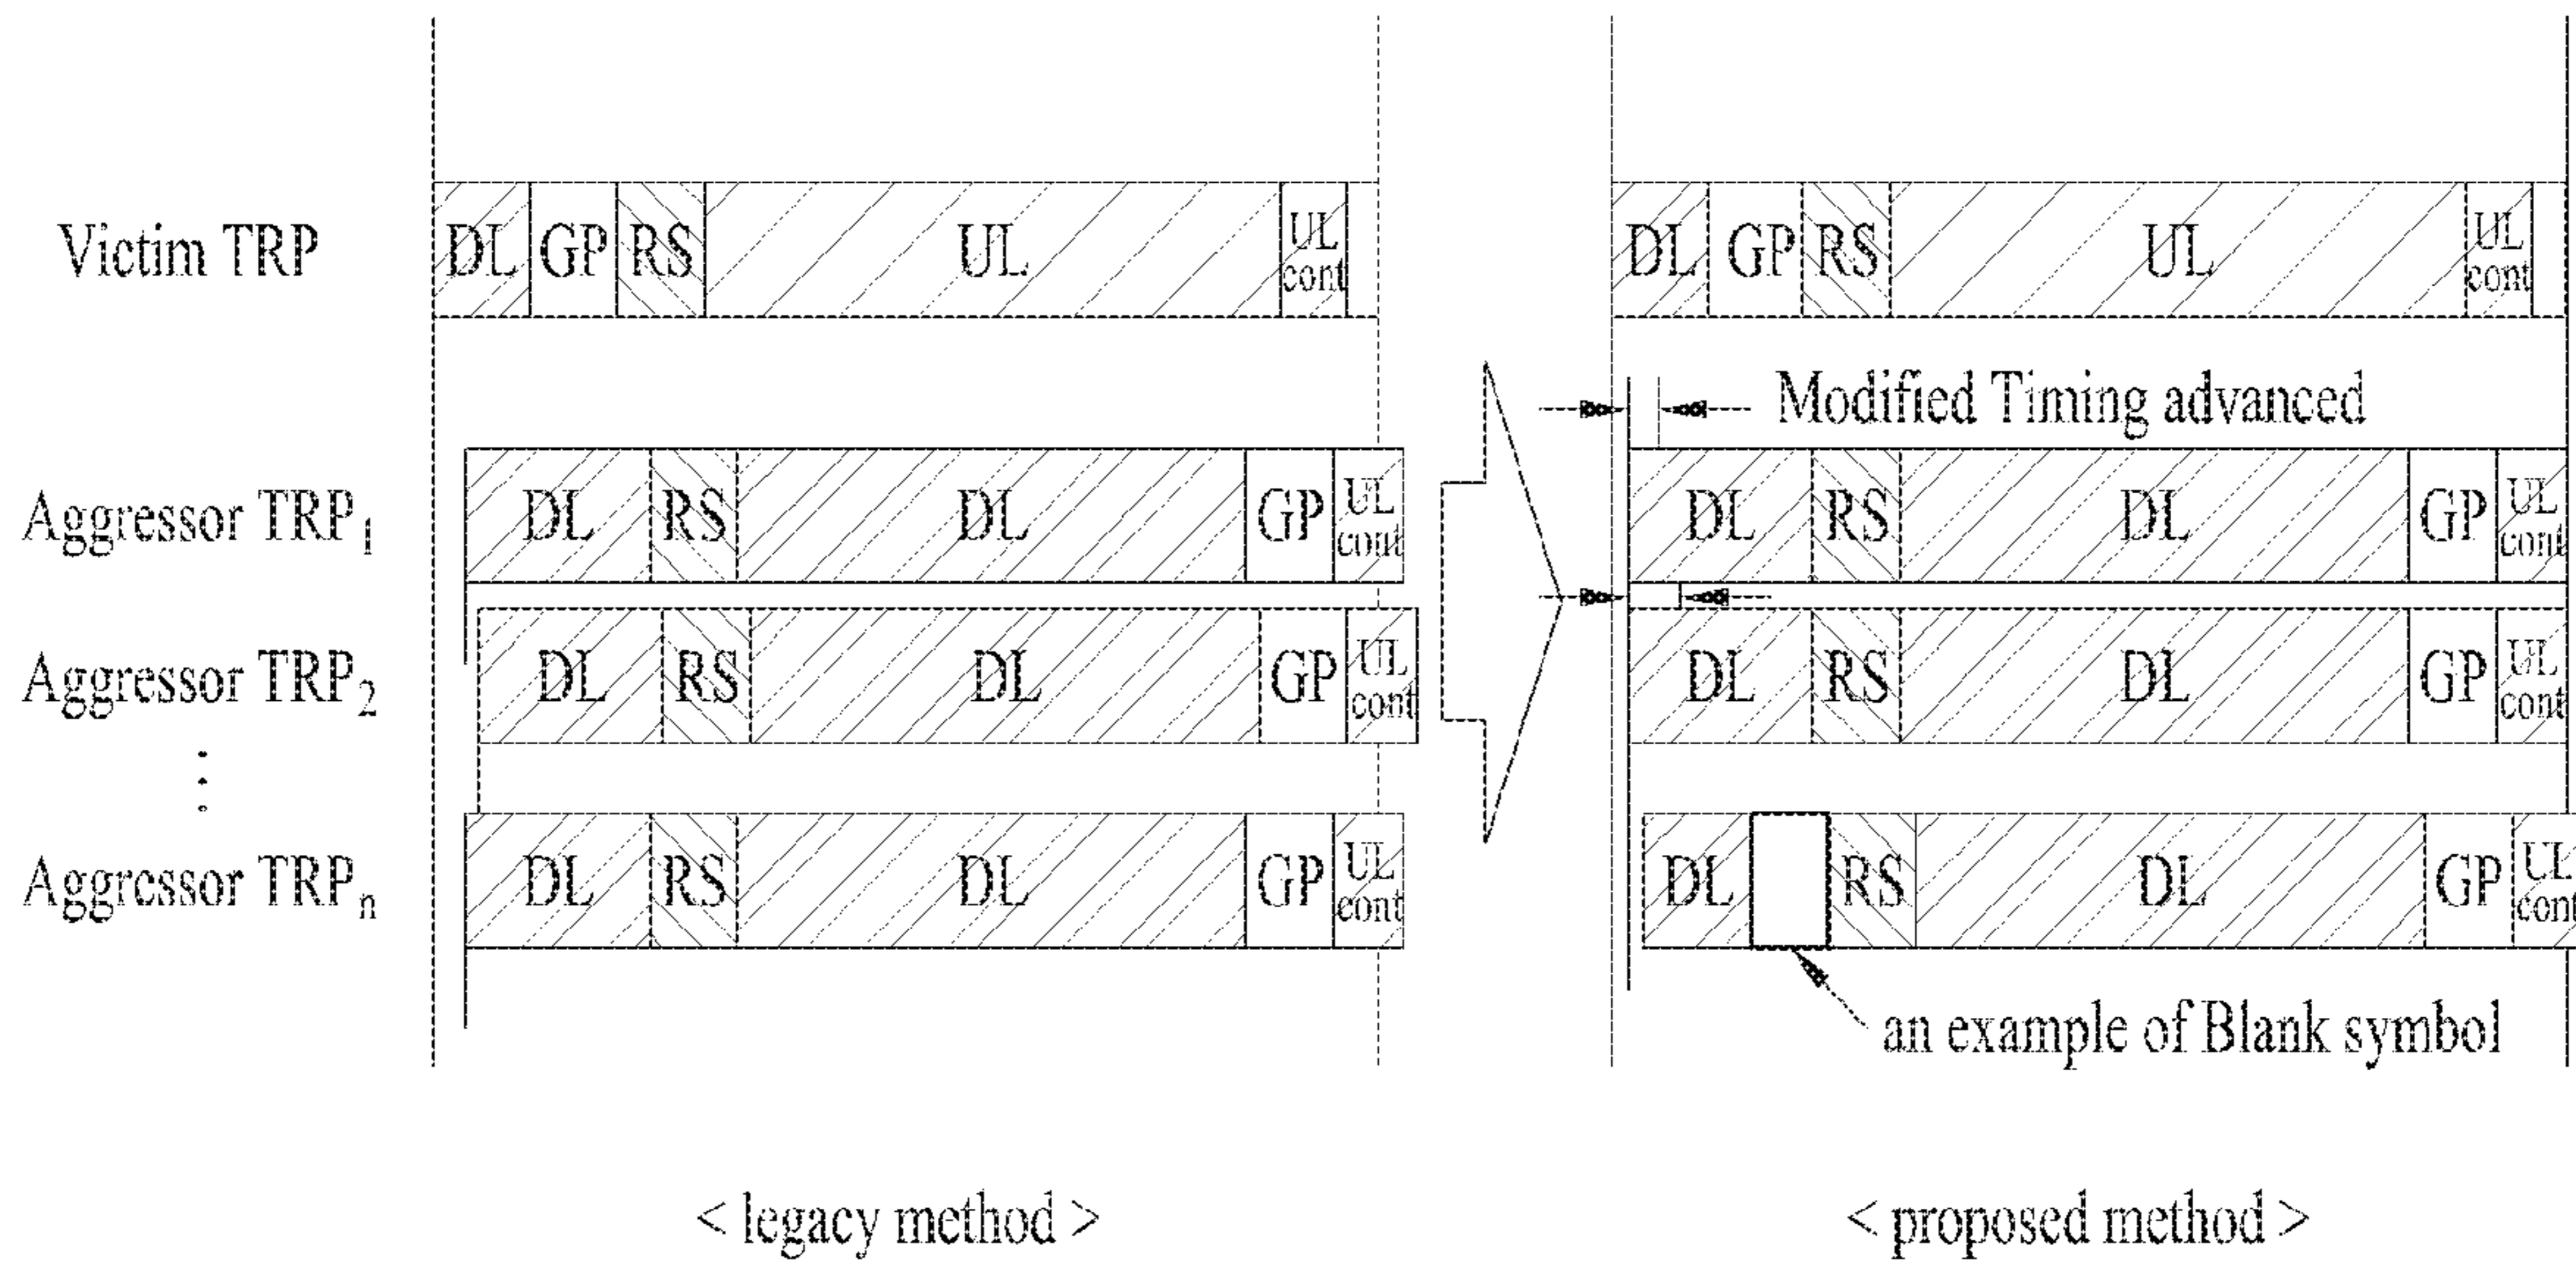 Victim TRP DL GP RS UL UL cont DL GP RS UL UL cont
Modified Timing advanced
Aggressor TRP1 DL RS DL GP UL cont DL RS DL GP UL cont
Aggressor TRP2 DL RS DL GP UL cont DL RS DL GP UL cont
⋮
Aggressor TRPn DL RS DL GP UL cont DL RS DL GP UL cont
an example of Blank symbol
< legacy method > < proposed method >